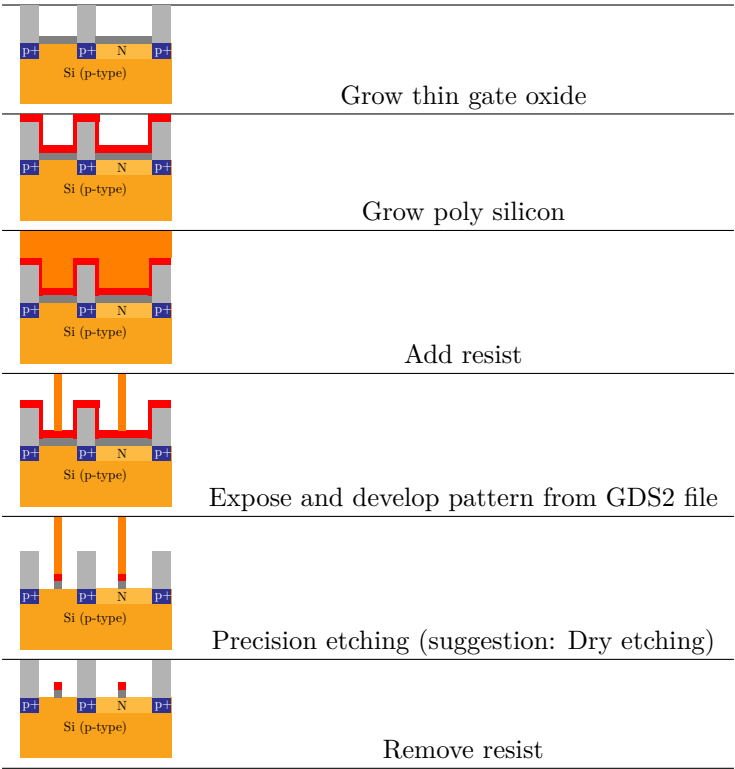 p+ p+ N p+
Si (p-type)
Grow thin gate oxide
p+ p+ N p+
Si (p-type)
Grow poly silicon
p+ p+ N p+
Si (p-type)
Add resist
p+ p+ N p+
Si (p-type)
Expose and develop pattern from GDS2 file
p+ p+ N p+
Si (p-type)
Precision etching (suggestion: Dry etching)
p+ p+ N p+
Si (p-type)
Remove resist